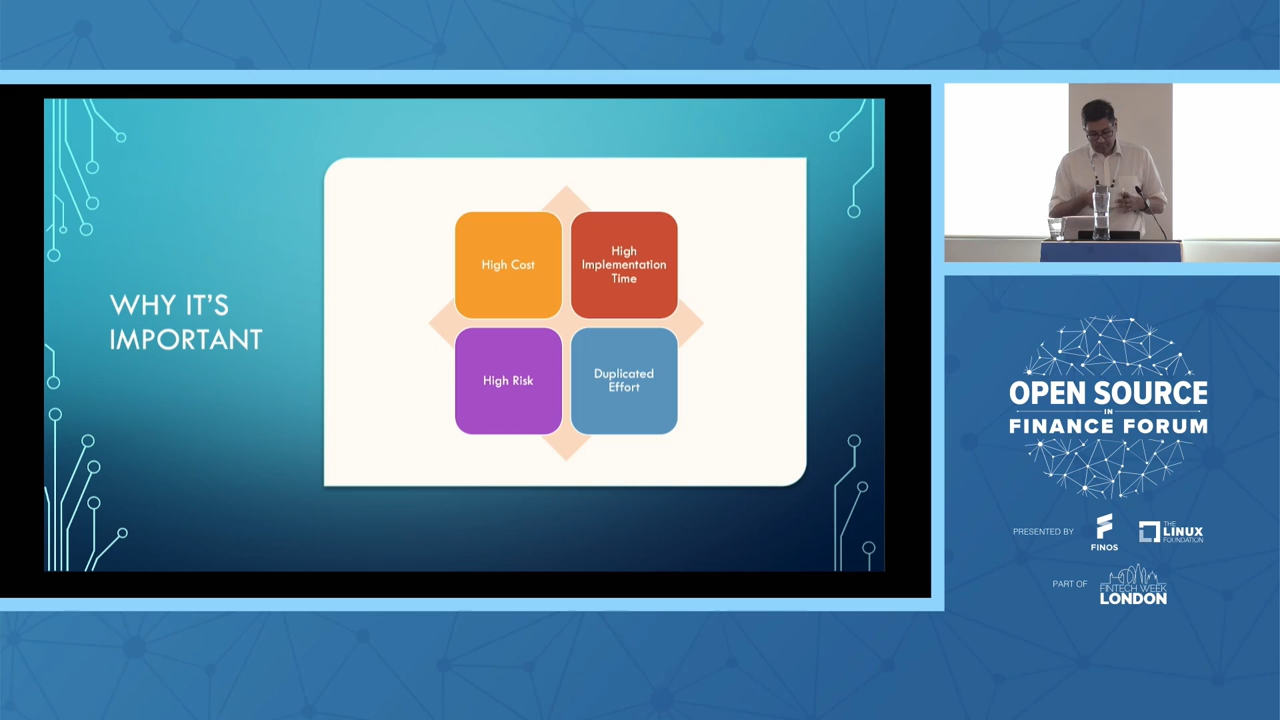 WHY IT'S
IMPORTANT
High Cost
High
Implementation
Time
High Risk
Duplicated
Effort
OPEN SOURCE
IN
FINANCE FORUM
PRESENTED BY
FINOS
THE
LINUX
FOUNDATION
PART OF
FINTECH WEEK
LONDON